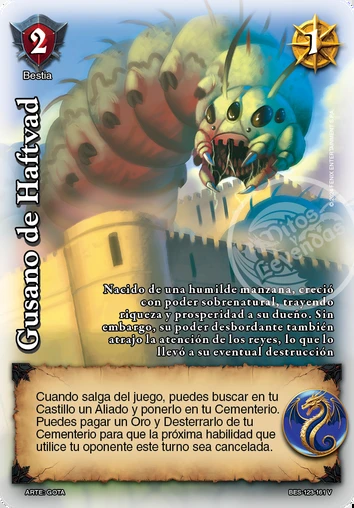 2
1
Bestia
Gusano de Haftvad
Mitos y Leyendas
Nacido de una humilde manzana, creció
con poder sobrenatural, trayendo
riqueza y prosperidad a su dueño. Sin
embargo, su poder desbordante también
atrajo la atención de los reyes, lo que lo
llevó a su eventual destrucción
Cuando salga del juego, puedes buscar en tu
Castillo un Aliado y ponerlo en tu Cementerio.
Puedes pagar un Oro y Desterrarlo de tu
Cementerio para que la próxima habilidad que
utilice tu oponente este turno sea cancelada.
ARTE: GOTA
BES-123-161 V